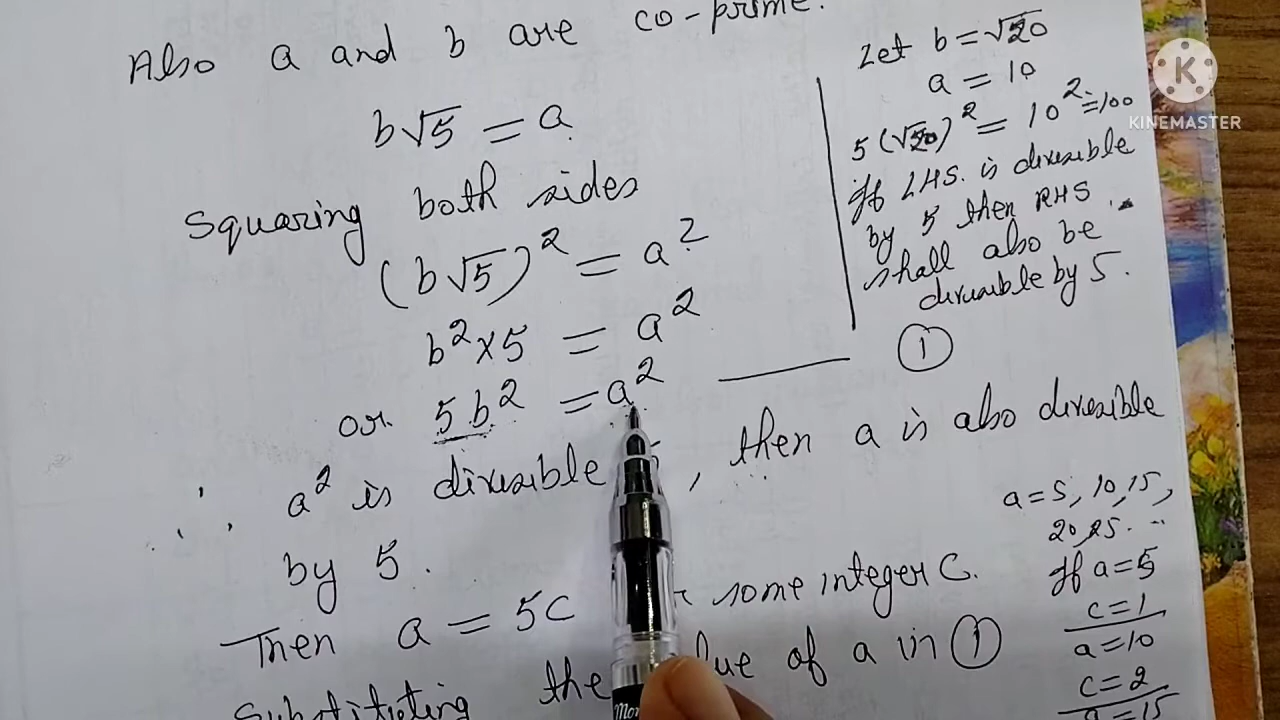 Also a and b are co-prime.
b√5 = a
Squaring both sides
(b√5)² = a²
b² × 5 = a²
or 5b² = a² ——— ①
∴ a² is divisible, then a is also divisible
by 5.
Then a = 5c some integer C.
Substituting the of a in ①
Let b = √20
a = 10
5(√20)² = 10² = 100
If LHS. is divisible
by 5 then RHS
shall also be
divisible by 5.
a = 5, 10, 15,
20, 25...
If a = 5
c = 1
a = 10
c = 2
a = 15
KINEMASTER